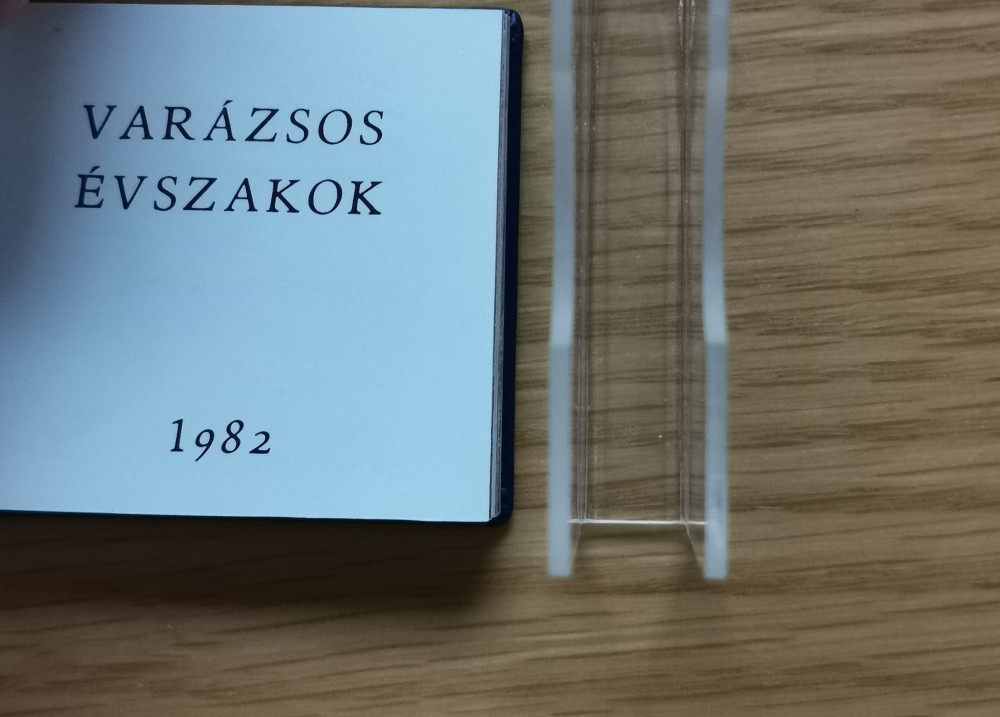 VARÁZSOS
ÉVSZAKOK
1982